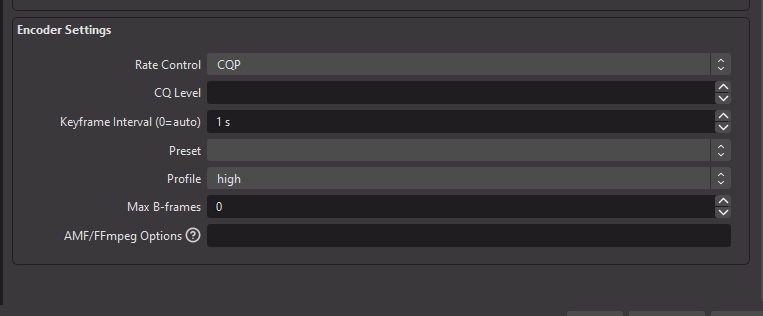 Encoder Settings
Rate Control CQP
CQ Level
Keyframe Interval (0=auto) 1 s
Preset
Profile high
Max B-frames 0
AMF/FFmpeg Options ?